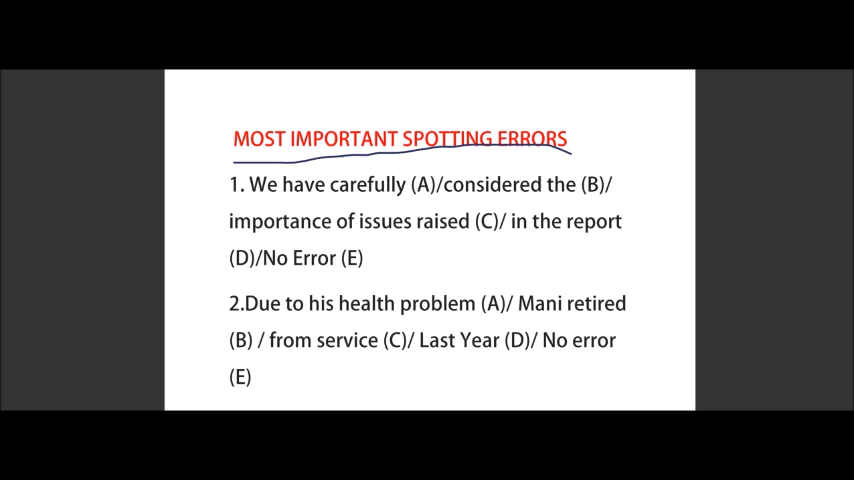 MOST IMPORTANT SPOTTING ERRORS
1. We have carefully (A)/considered the (B)/
importance of issues raised (C)/ in the report
(D)/No Error (E)
2.Due to his health problem (A)/ Mani retired
(B) / from service (C)/ Last Year (D)/ No error
(E)